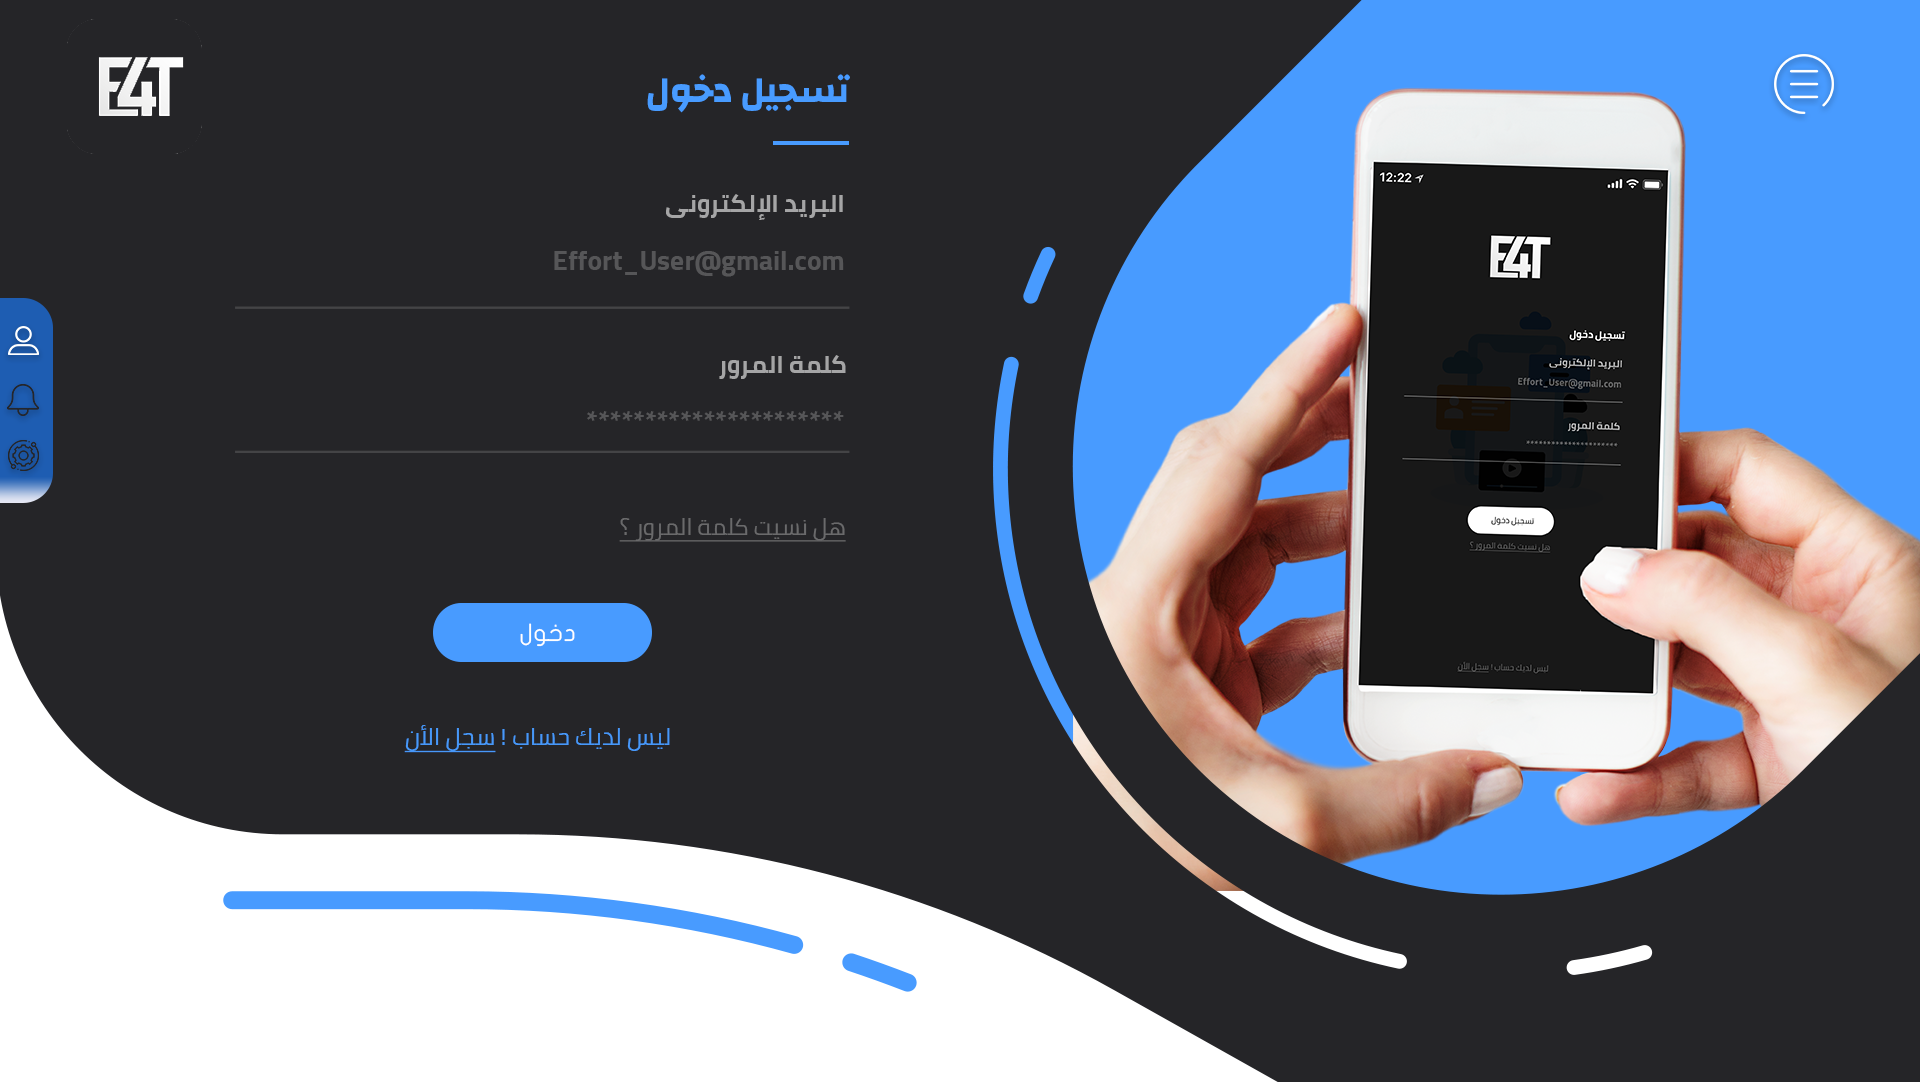 E4T
تسجيل دخول
البريد الإلكترونى
Effort_User@gmail.com
كلمة المرور
**********************
هل نسيت كلمة المرور ؟
دخول
ليس لديك حساب ! سجل الأن
12:22
E4T
تسجيل دخول
البريد الإلكترونى
Effort_User@gmail.com
كلمة المرور
**********************
تسجيل دخول
هل نسيت كلمة المرور ؟
ليس لديك حساب ! سجل الأن